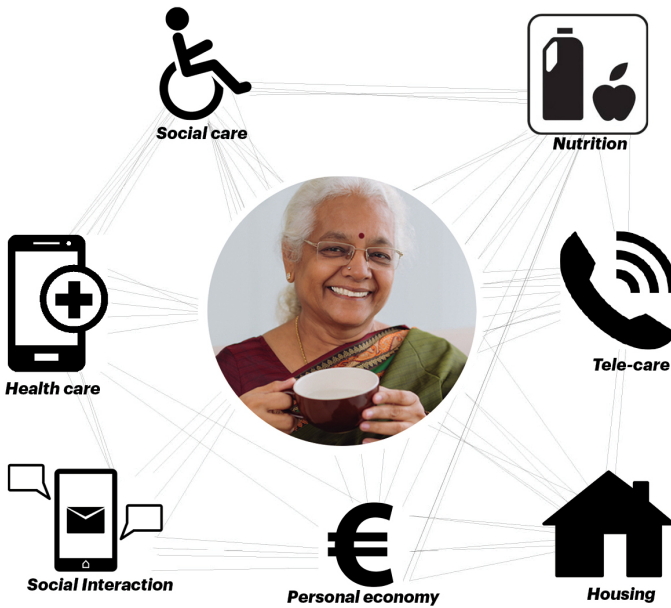 Social care
Nutrition
Health care
Tele-care
Social Interaction
€
Personal economy
Housing